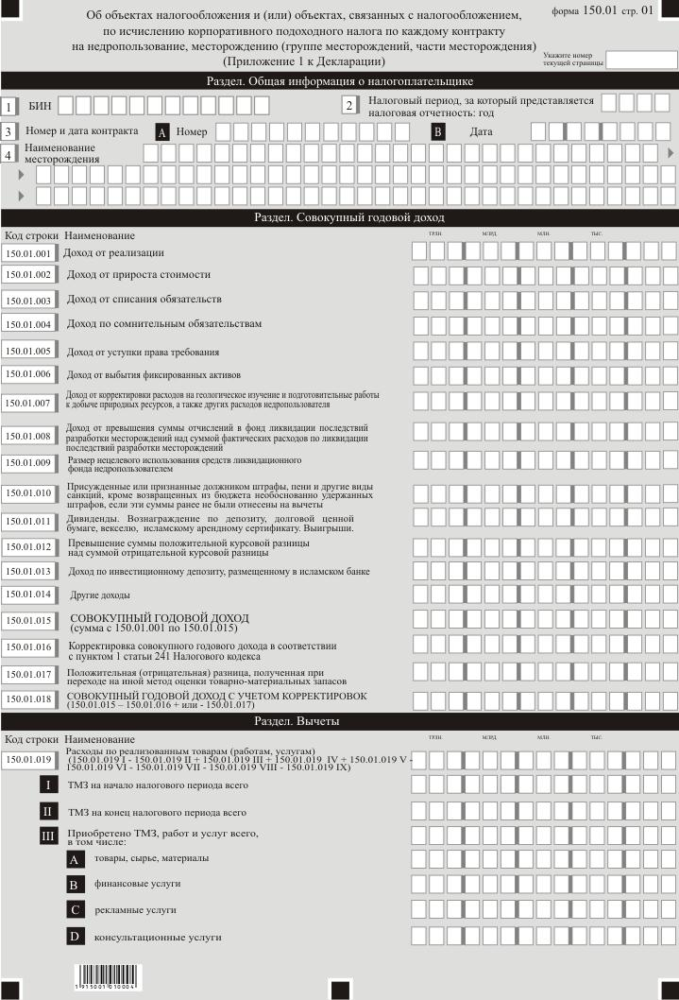 форма 150.01 стр. 01
Об объектах налогообложения и (или) объектах, связанных с налогообложением,
по исчислению корпоративного подоходного налога по каждому контракту
на недропользование, месторождению (группе месторождений, части месторождения)
(Приложение 1 к Декларации)
Укажите номер
текущей страницы
Раздел. Общая информация о налогоплательщике
1 БИН
2 Налоговый период, за который представляется
налоговая отчетность: год
3 Номер и дата контракта A Номер B Дата
4 Наименование
месторождения
Раздел. Совокупный годовой доход
Код строки Наименование ТРЛН. МЛРД. МЛН. ТЫС.
150.01.001 Доход от реализации
150.01.002 Доход от прироста стоимости
150.01.003 Доход от списания обязательств
150.01.004 Доход по сомнительным обязательствам
150.01.005 Доход от уступки права требования
150.01.006 Доход от выбытия фиксированных активов
150.01.007 Доход от корректировки расходов на геологическое изучение и подготовительные работы
к добыче природных ресурсов, а также других расходов недропользователя
150.01.008 Доход от превышения суммы отчислений в фонд ликвидации последствий
разработки месторождений над суммой фактических расходов по ликвидации
последствий разработки месторождений
150.01.009 Размер нецелевого использования средств ликвидационного
фонда недропользователем
150.01.010 Присужденные или признанные должником штрафы, пени и другие виды
санкций, кроме возвращенных из бюджета необоснованно удержанных
штрафов, если эти суммы ранее не были отнесены на вычеты
150.01.011 Дивиденды. Вознаграждение по депозиту, долговой ценной
бумаге, векселю, исламскому арендному сертификату. Выигрыши.
150.01.012 Превышение суммы положительной курсовой разницы
над суммой отрицательной курсовой разницы
150.01.013 Доход по инвестиционному депозиту, размещенному в исламском банке
150.01.014 Другие доходы
150.01.015 СОВОКУПНЫЙ ГОДОВОЙ ДОХОД
(сумма с 150.01.001 по 150.01.015)
150.01.016 Корректировка совокупного годового дохода в соответствии
с пунктом 1 статьи 241 Налогового кодекса
150.01.017 Положительная (отрицательная) разница, полученная при
переходе на иной метод оценки товарно-материальных запасов
150.01.018 СОВОКУПНЫЙ ГОДОВОЙ ДОХОД С УЧЕТОМ КОРРЕКТИРОВОК
(150.01.015 – 150.01.016 + или - 150.01.017)
Раздел. Вычеты
Код строки Наименование ТРЛН. МЛРД. МЛН. ТЫС.
150.01.019 Расходы по реализованным товарам (работам, услугам)
(150.01.019 I - 150.01.019 II + 150.01.019 III + 150.01.019 IV + 150.01.019 V -
150.01.019 VI - 150.01.019 VII - 150.01.019 VIII - 150.01.019 IX)
I ТМЗ на начало налогового периода всего
II ТМЗ на конец налогового периода всего
III Приобретено ТМЗ, работ и услуг всего,
в том числе:
A товары, сырье, материалы
B финансовые услуги
C рекламные услуги
D консультационные услуги
1915001010004